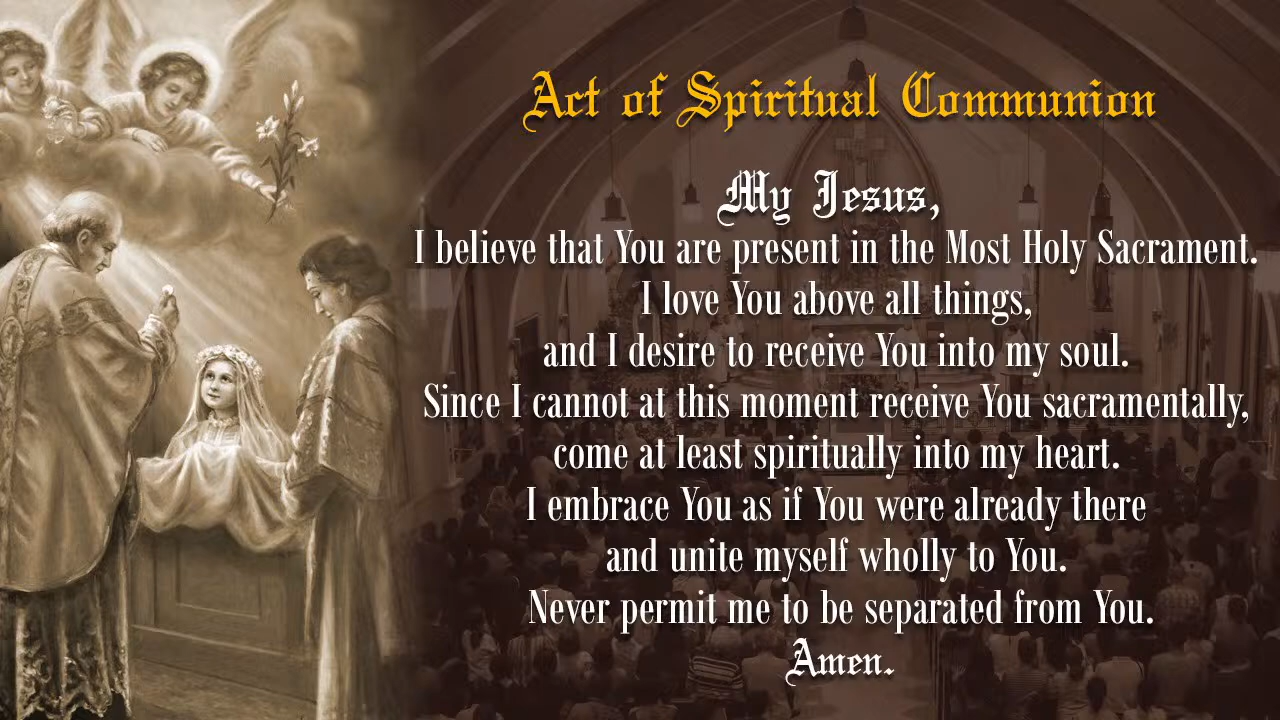 Act of Spiritual Communion
My Jesus,
I believe that You are present in the Most Holy Sacrament.
I love You above all things,
and I desire to receive You into my soul.
Since I cannot at this moment receive You sacramentally,
come at least spiritually into my heart.
I embrace You as if You were already there
and unite myself wholly to You.
Never permit me to be separated from You.
Amen.